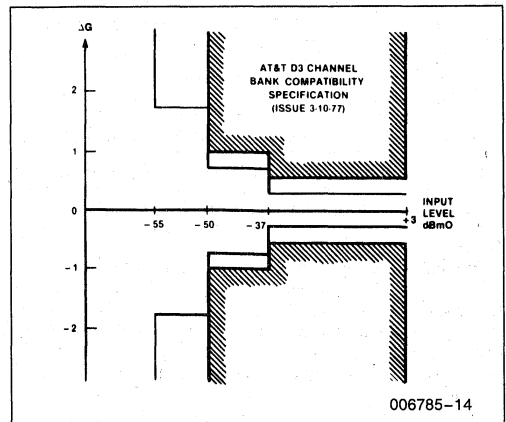 ΔG
AT&T D3 CHANNEL
BANK COMPATIBILITY
SPECIFICATION
(ISSUE 3-10-77)
2
1
0
-1
-2
-55
-50
-37
+3
INPUT
LEVEL
dBmO
006785-14